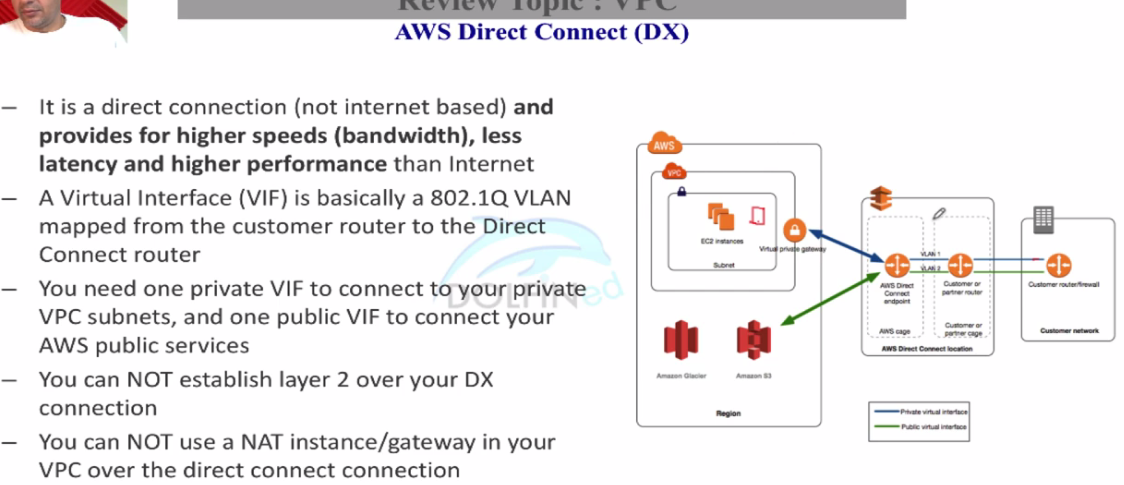 Review Topic : VPC
AWS Direct Connect (DX)
– It is a direct connection (not internet based) and
provides for higher speeds (bandwidth), less
latency and higher performance than Internet
– A Virtual Interface (VIF) is basically a 802.1Q VLAN
mapped from the customer router to the Direct
Connect router
– You need one private VIF to connect to your private
VPC subnets, and one public VIF to connect your
AWS public services
– You can NOT establish layer 2 over your DX
connection
– You can NOT use a NAT instance/gateway in your
VPC over the direct connect connection
DOLFINed
AWS
VPC
EC2 instances
Virtual private gateway
Subnet
Amazon Glacier
Amazon S3
Region
VLAN 1
VLAN 2
AWS Direct
Connect
endpoint
Customer or
partner router
AWS cage
Customer or
partner cage
AWS Direct Connect location
Customer router/firewall
Customer network
Private virtual interface
Public virtual interface